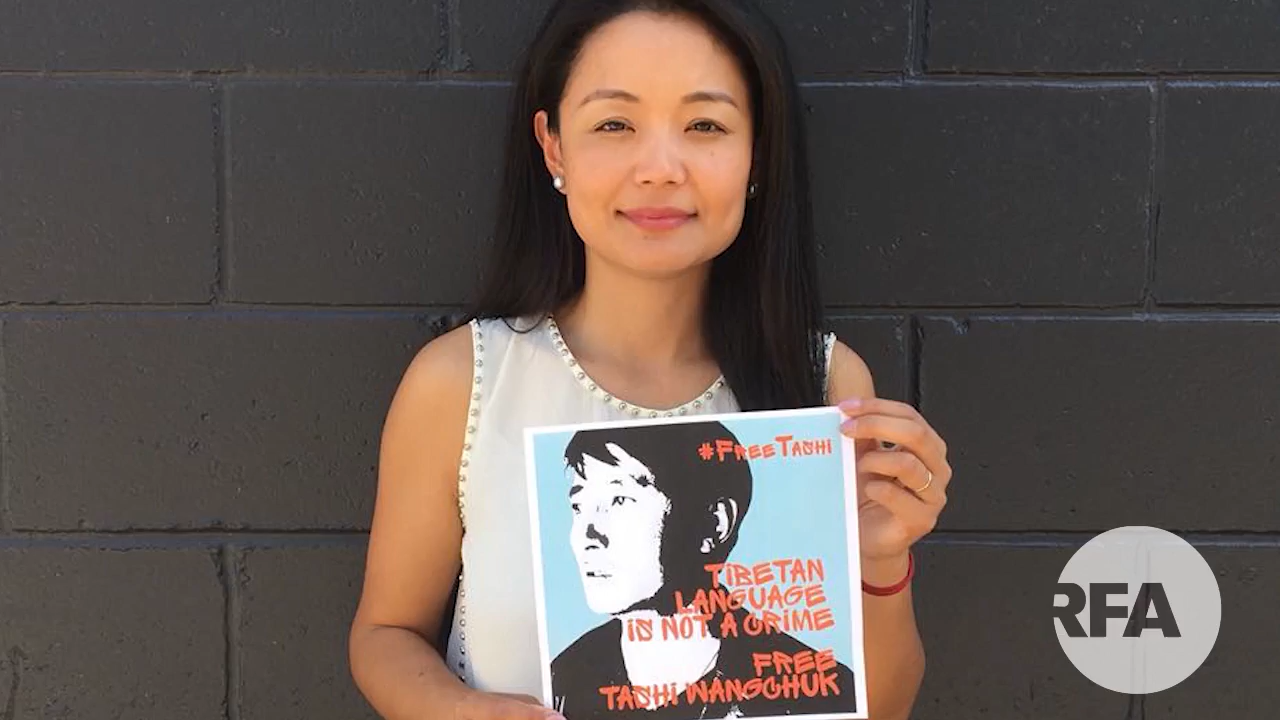 #FreeTashi
TIBETAN
LANGUAGE
IS NOT A CRIME
FREE
TASHI WANGCHUK
RFA